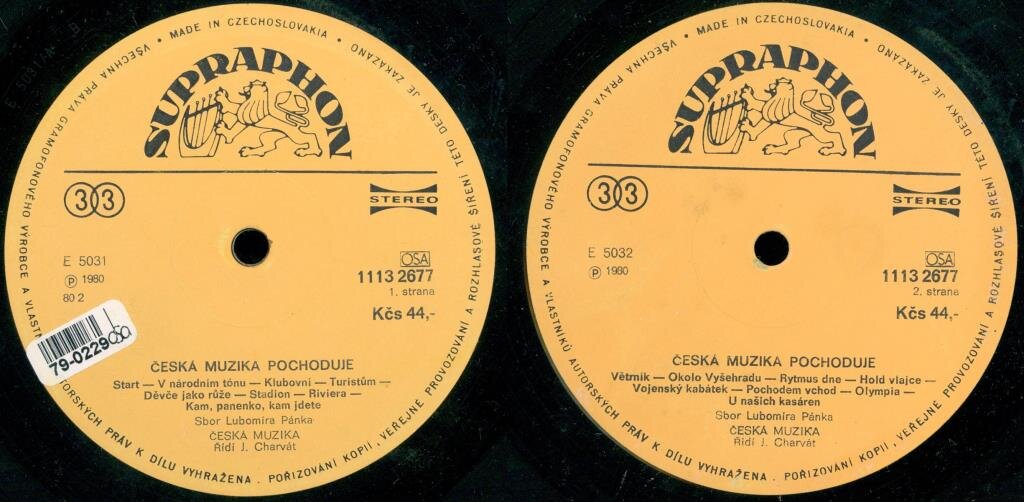 MADE IN CZECHOSLOVAKIA • VŠECHNA PRÁVA GRAMOFONOVÉHO VÝROBCE A VLASTNÍKŮ AUTORSKÝCH PRÁV K DÍLU VYHRAŽENA . POŘIZOVÁNÍ KOPIÍ , VEŘEJNÉ PROVOZOVÁNÍ A ROZHLASOVÉ ŠÍŘENÍ TÉTO DESKY JE ZAKÁZÁNO •
SUPRAPHON
33
STEREO
E 5031
OSA
Ⓟ 1980
1113 2677
80 2
1. strana
Kčs 44,-
OSA
79-0229
ČESKÁ MUZIKA POCHODUJE
Start — V národním tónu — Klubovní — Turistům —
Děvče jako růže — Stadion — Riviera —
Kam, panenko, kam jdete
Sbor Lubomíra Pánka
ČESKÁ MUZIKA
Řídí J. Charvát
MADE IN CZECHOSLOVAKIA • VŠECHNA PRÁVA GRAMOFONOVÉHO VÝROBCE A VLASTNÍKŮ AUTORSKÝCH PRÁV K DÍLU VYHRAŽENA . POŘIZOVÁNÍ KOPIÍ , VEŘEJNÉ PROVOZOVÁNÍ A ROZHLASOVÉ ŠÍŘENÍ TÉTO DESKY JE ZAKÁZÁNO •
SUPRAPHON
33
STEREO
E 5032
OSA
Ⓟ 1980
1113 2677
2. strana
Kčs 44,-
ČESKÁ MUZIKA POCHODUJE
Větrník — Okolo Vyšehradu — Rytmus dne — Hold vlajce —
Vojenský kabátek — Pochodem vchod — Olympia —
U našich kasáren
Sbor Lubomíra Pánka
ČESKÁ MUZIKA
Řídí J. Charvát